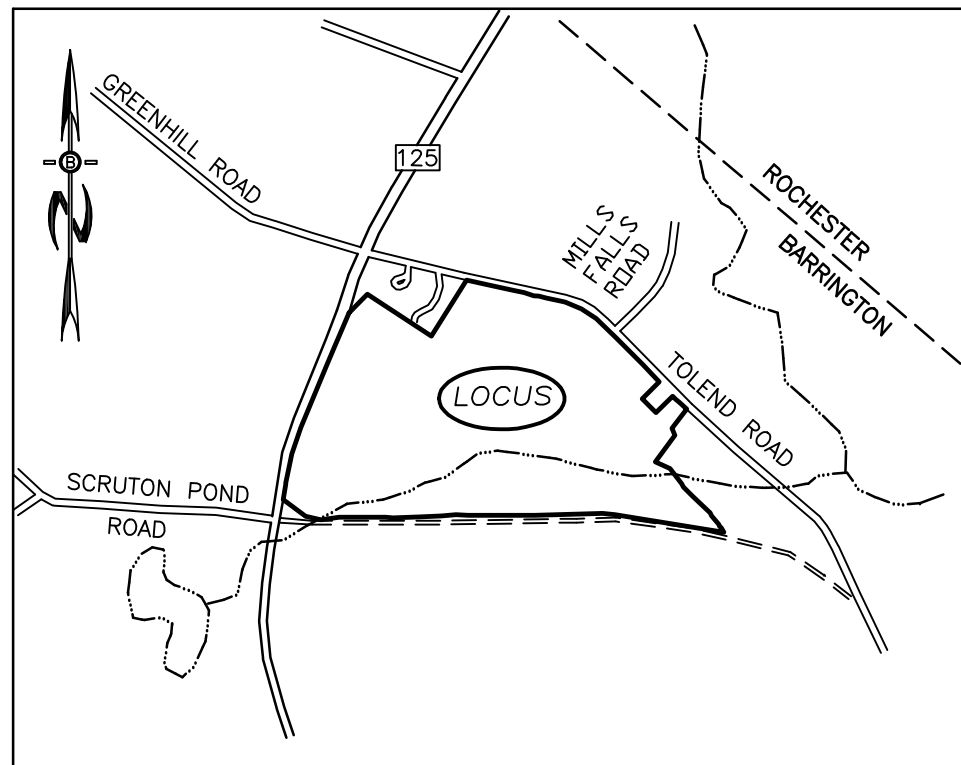 GREENHILL ROAD
125
B
ROCHESTER
BARRINGTON
MILLS
FALLS
ROAD
TOLEND ROAD
LOCUS
SCRUTON POND
ROAD